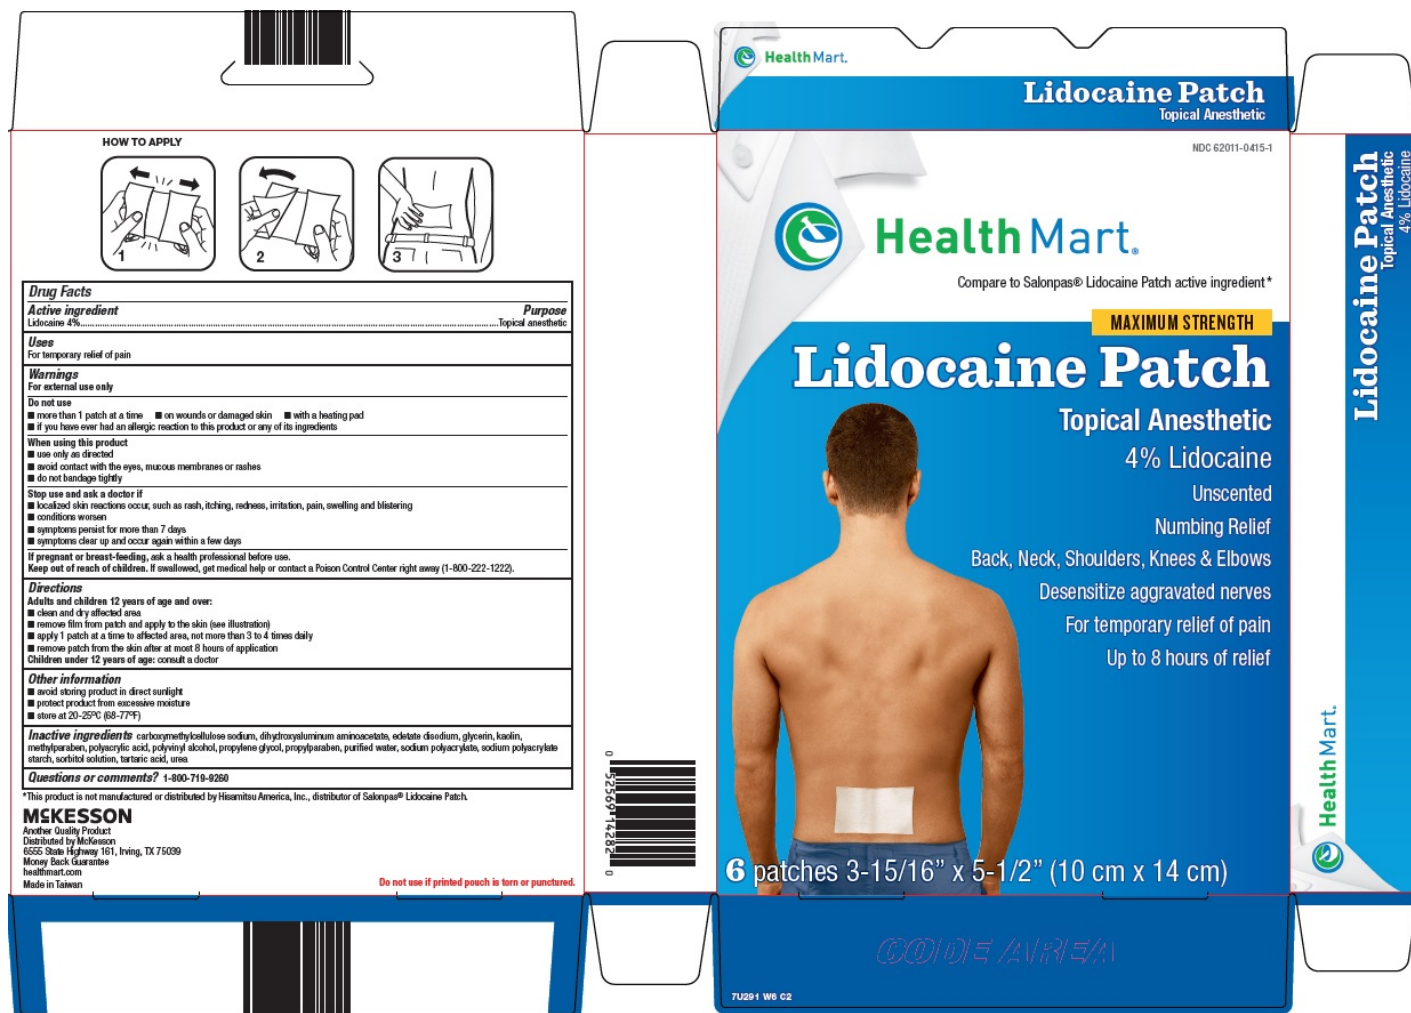 HOW TO APPLY
1
2
3
Drug Facts
Active ingredient Purpose
Lidocaine 4%...Topical anesthetic
Uses
For temporary relief of pain
Warnings
For external use only
Do not use
■ more than 1 patch at a time ■ on wounds or damaged skin ■ with a heating pad
■ if you have ever had an allergic reaction to this product or any of its ingredients
When using this product
■ use only as directed
■ avoid contact with the eyes, mucous membranes or rashes
■ do not bandage tightly
Stop use and ask a doctor if
■ localized skin reactions occur, such as rash, itching, redness, irritation, pain, swelling and blistering
■ conditions worsen
■ symptoms persist for more than 7 days
■ symptoms clear up and occur again within a few days
If pregnant or breast-feeding, ask a health professional before use.
Keep out of reach of children. If swallowed, get medical help or contact a Poison Control Center right away (1-800-222-1222).
Directions
Adults and children 12 years of age and over:
■ clean and dry affected area
■ remove film from patch and apply to the skin (see illustration)
■ apply 1 patch at a time to affected area, not more than 3 to 4 times daily
■ remove patch from the skin after at most 8 hours of application
Children under 12 years of age: consult a doctor
Other information
■ avoid storing product in direct sunlight
■ protect product from excessive moisture
■ store at 20-25ºC (68-77ºF)
Inactive ingredients carboxymethylcellulose sodium, dihydroxyaluminum aminoacetate, edetate disodium, glycerin, kaolin,
methylparaben, polyacrylic acid, polyvinyl alcohol, propylene glycol, propylparaben, purified water, sodium polyacrylate, sodium polyacrylate
starch, sorbitol solution, tartaric acid, urea
Questions or comments? 1-800-719-9260
*This product is not manufactured or distributed by Hisamitsu America, Inc., distributor of Salonpas® Lidocaine Patch.
McKESSON
Another Quality Product
Distributed by McKesson
6555 State Highway 161, Irving, TX 75039
Money Back Guarantee
healthmart.com
Made in Taiwan
Do not use if printed pouch is torn or punctured.
0 52569 14282 0
Health Mart.
Lidocaine Patch
Topical Anesthetic
NDC 62011-0415-1
Health Mart®
Compare to Salonpas® Lidocaine Patch active ingredient*
MAXIMUM STRENGTH
Lidocaine Patch
Topical Anesthetic
4% Lidocaine
Unscented
Numbing Relief
Back, Neck, Shoulders, Knees & Elbows
Desensitize aggravated nerves
For temporary relief of pain
Up to 8 hours of relief
6 patches 3-15/16” x 5-1/2” (10 cm x 14 cm)
CODE AREA
7U291 W6 C2
Lidocaine Patch
Topical Anesthetic
4% Lidocaine
Health Mart.